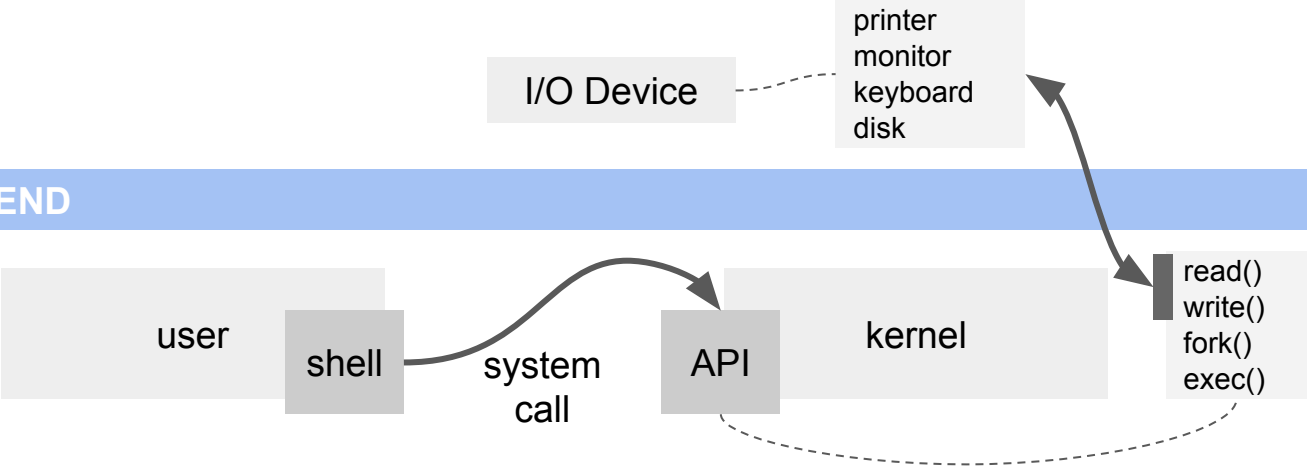 printer
monitor
keyboard
disk
I/O Device
END
user
shell
system
call
API
kernel
read()
write()
fork()
exec()